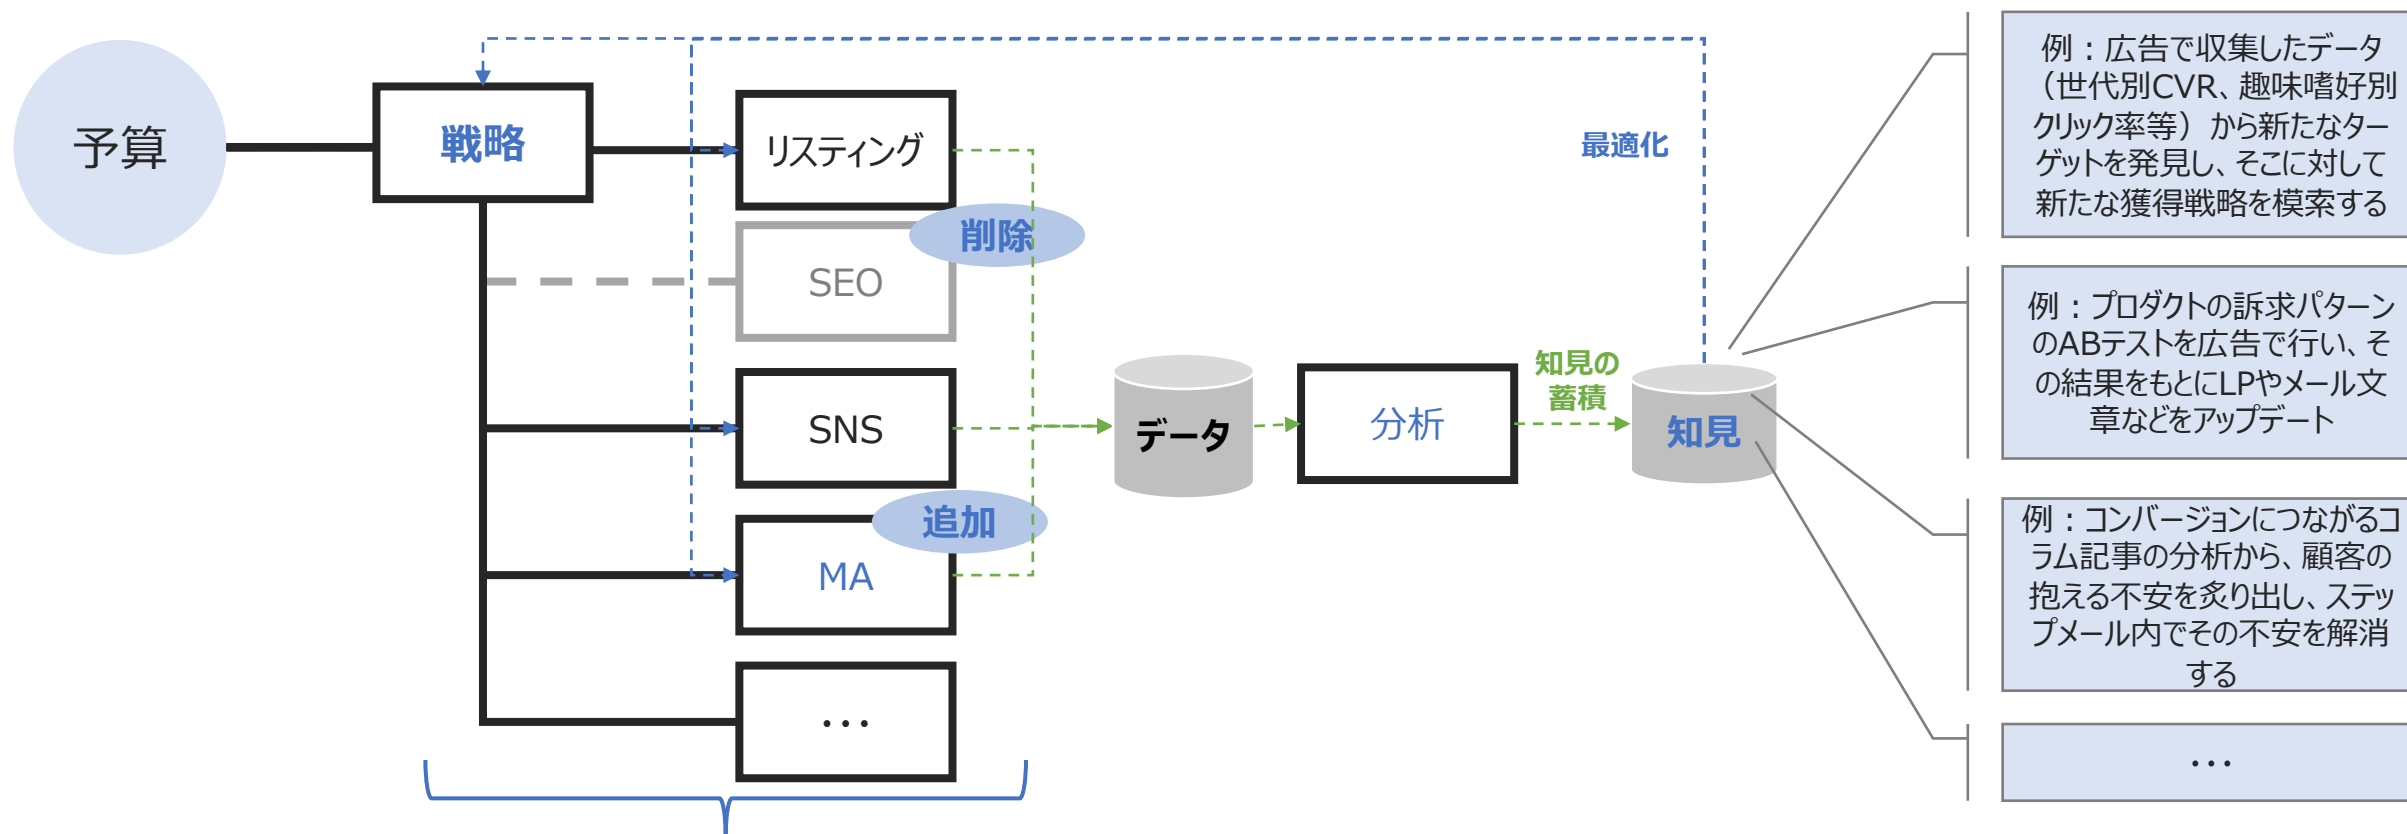 予算
戦略
リスティング
削除
SEO
SNS
追加
MA
・・・
データ
分析
知見の
蓄積
知見
最適化
例：広告で収集したデータ
（世代別CVR、趣味嗜好別
クリック率等）から新たなター
ゲットを発見し、そこに対して
新たな獲得戦略を模索する
例：プロダクトの訴求パターン
のABテストを広告で行い、そ
の結果をもとにLPやメール文
章などをアップデート
例：コンバージョンにつながるコ
ラム記事の分析から、顧客の
抱える不安を炙り出し、ステッ
プメール内でその不安を解消
する
・・・